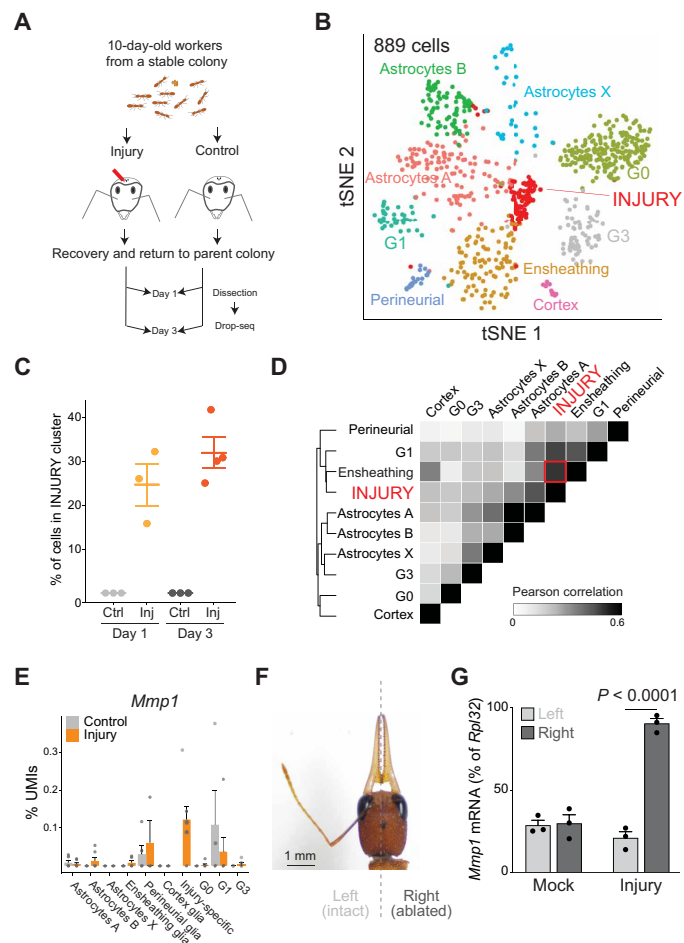 A
10-day-old workers
from a stable colony
Injury
Control
Recovery and return to parent colony
Day 1
Dissection
Day 3
Drop-seq
B
889 cells
Astrocytes B
Astrocytes X
G0
Astrocytes A
INJURY
G1
G3
Ensheathing
Perineurial
Cortex
tSNE 2
tSNE 1
C
% of cells in INJURY cluster
40
30
20
10
0
Ctrl
Inj
Ctrl
Inj
Day 1
Day 3
D
Cortex
G0
G3
Astrocytes X
Astrocytes B
Astrocytes A
INJURY
Ensheathing
G1
Perineurial
Perineurial
G1
Ensheathing
INJURY
Astrocytes A
Astrocytes B
Astrocytes X
G3
G0
Cortex
Pearson correlation
0
0.6
E
Mmp1
Control
Injury
% UMIs
0.3
0.2
0.1
Astrocytes A
Astrocytes B
Astrocytes X
Ensheathing glia
Perineurial glia
Cortex glia
Injury-specific
G0
G1
G3
F
1 mm
Left
(intact)
Right
(ablated)
G
Mmp1 mRNA (% of Rpl32)
100
50
0
Left
Right
P < 0.0001
Mock
Injury